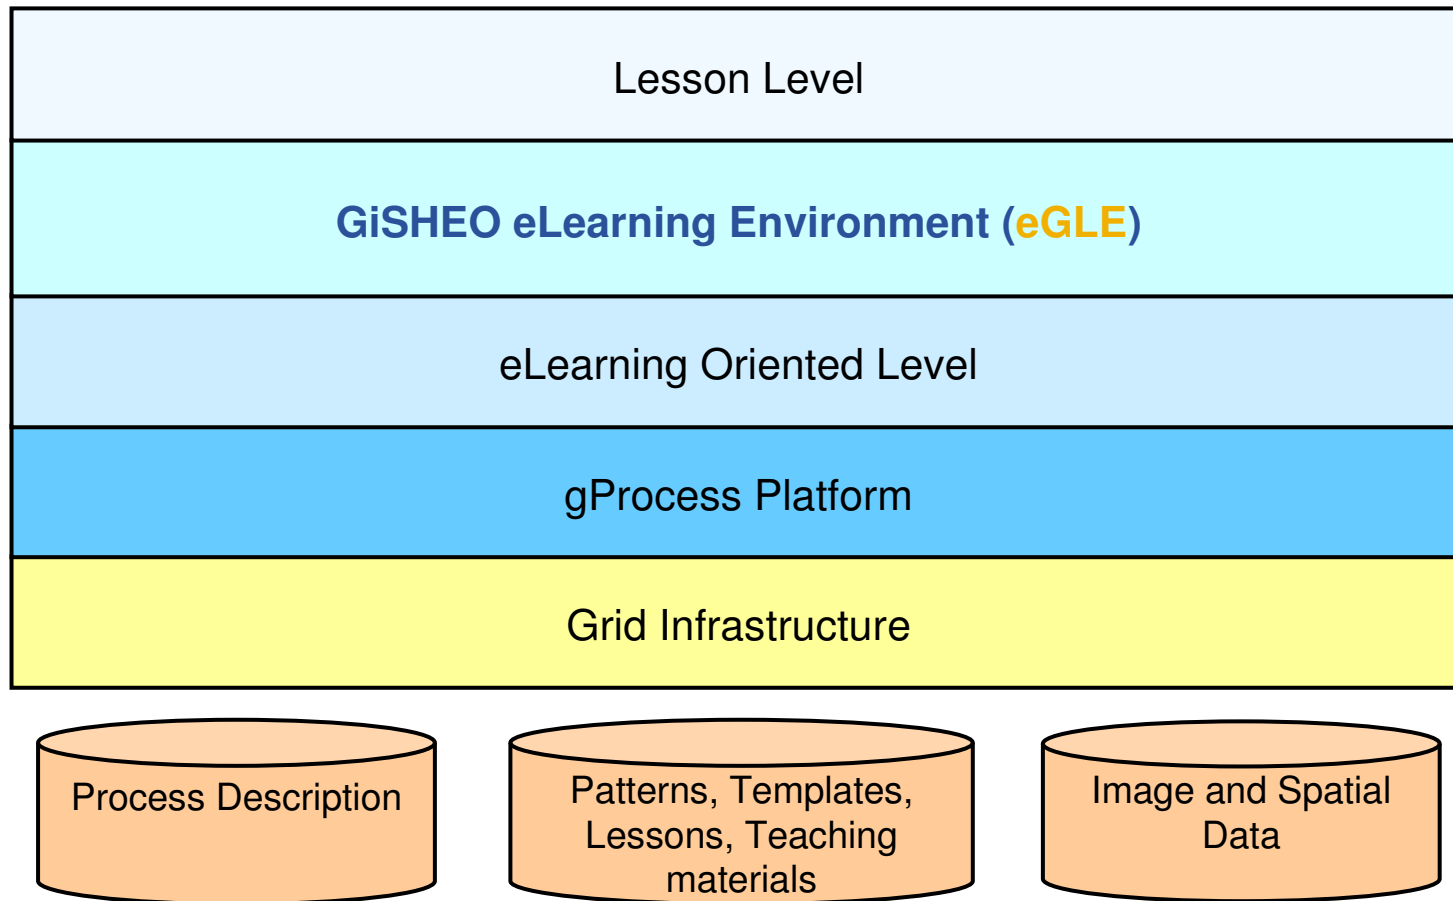 Lesson Level
GiSHEO eLearning Environment (eGLE)
eLearning Oriented Level
gProcess Platform
Grid Infrastructure
Process Description
Patterns, Templates,
Lessons, Teaching
materials
Image and Spatial
Data